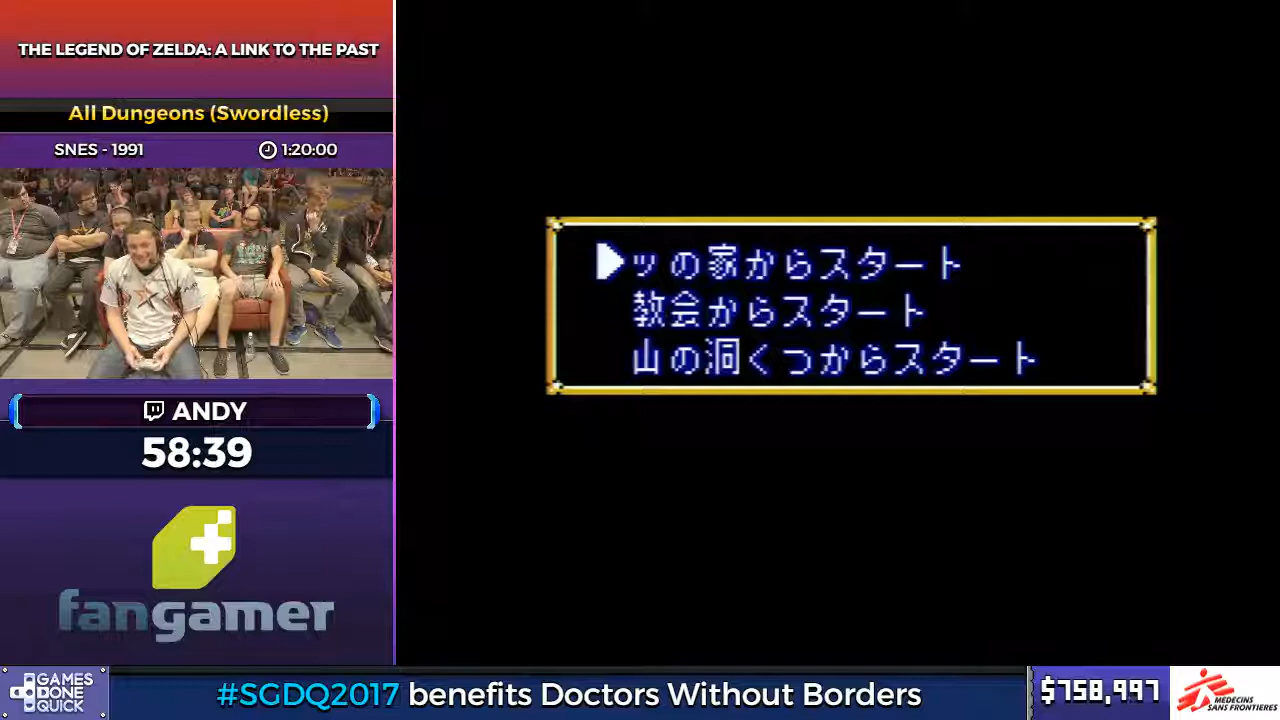 THE LEGEND OF ZELDA: A LINK TO THE PAST
All Dungeons (Swordless)
SNES - 1991
1:20:00
ANDY
58:39
fangamer
ッの家からスタート
教会からスタート
山の洞くつからスタート
GAMES
DONE
QUICK
#SGDQ2017 benefits Doctors Without Borders
$758,997
MEDECINS
SANS FRONTIERES